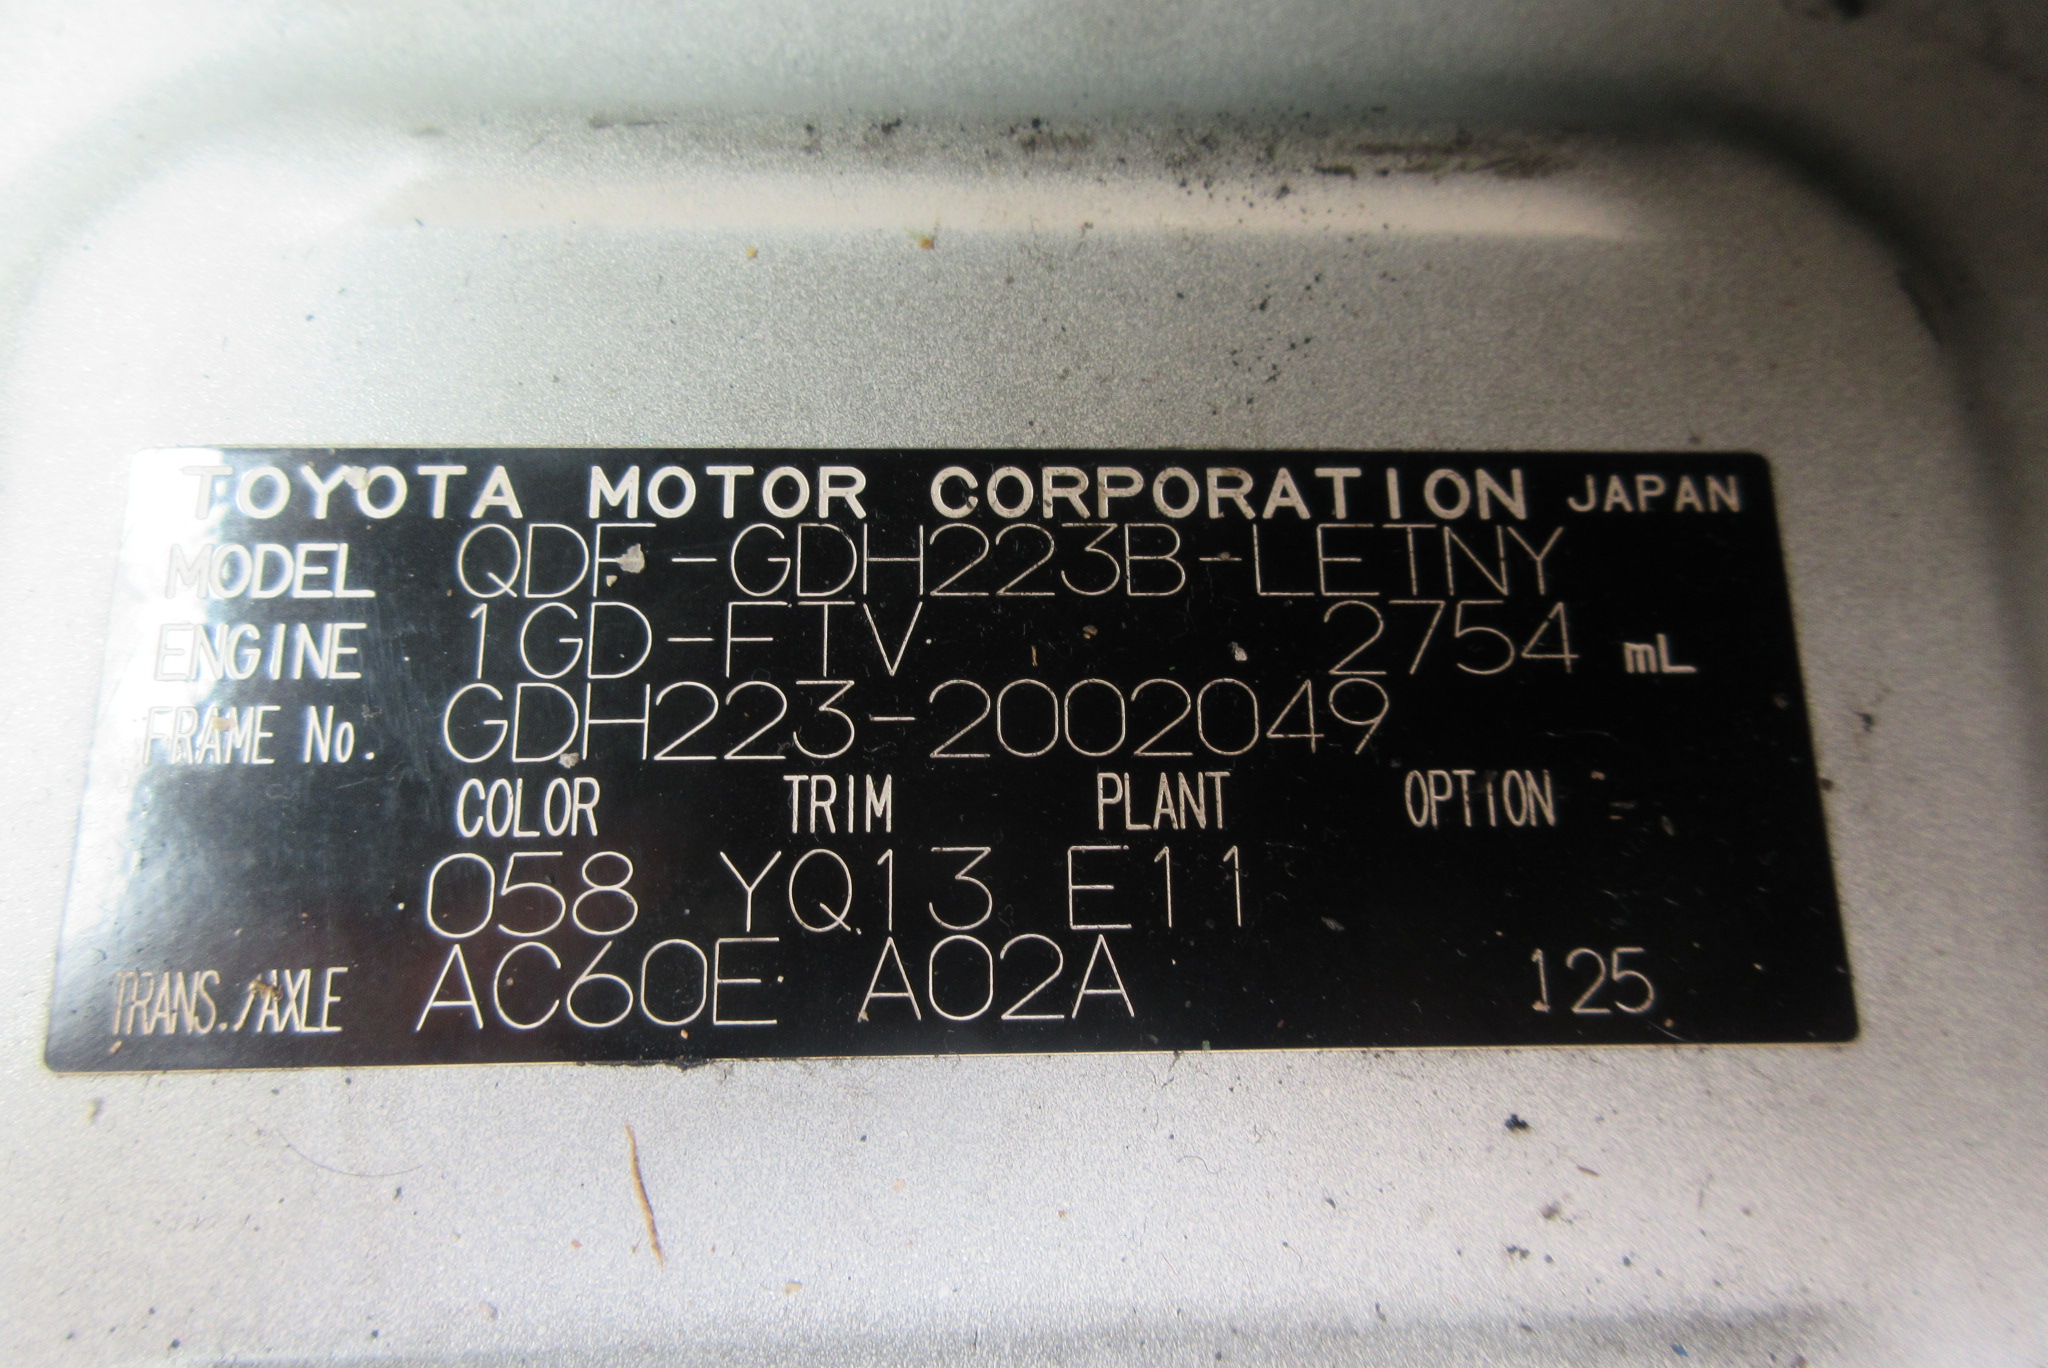 TOYOTA MOTOR CORPORATION JAPAN
MODEL QDF-GDH223B-LETNY
ENGINE 1GD-FTV 2754 mL
FRAME No. GDH223-2002049
COLOR TRIM PLANT OPTION
058 YQ13 E11
TRANS./AXLE AC60E A02A 125